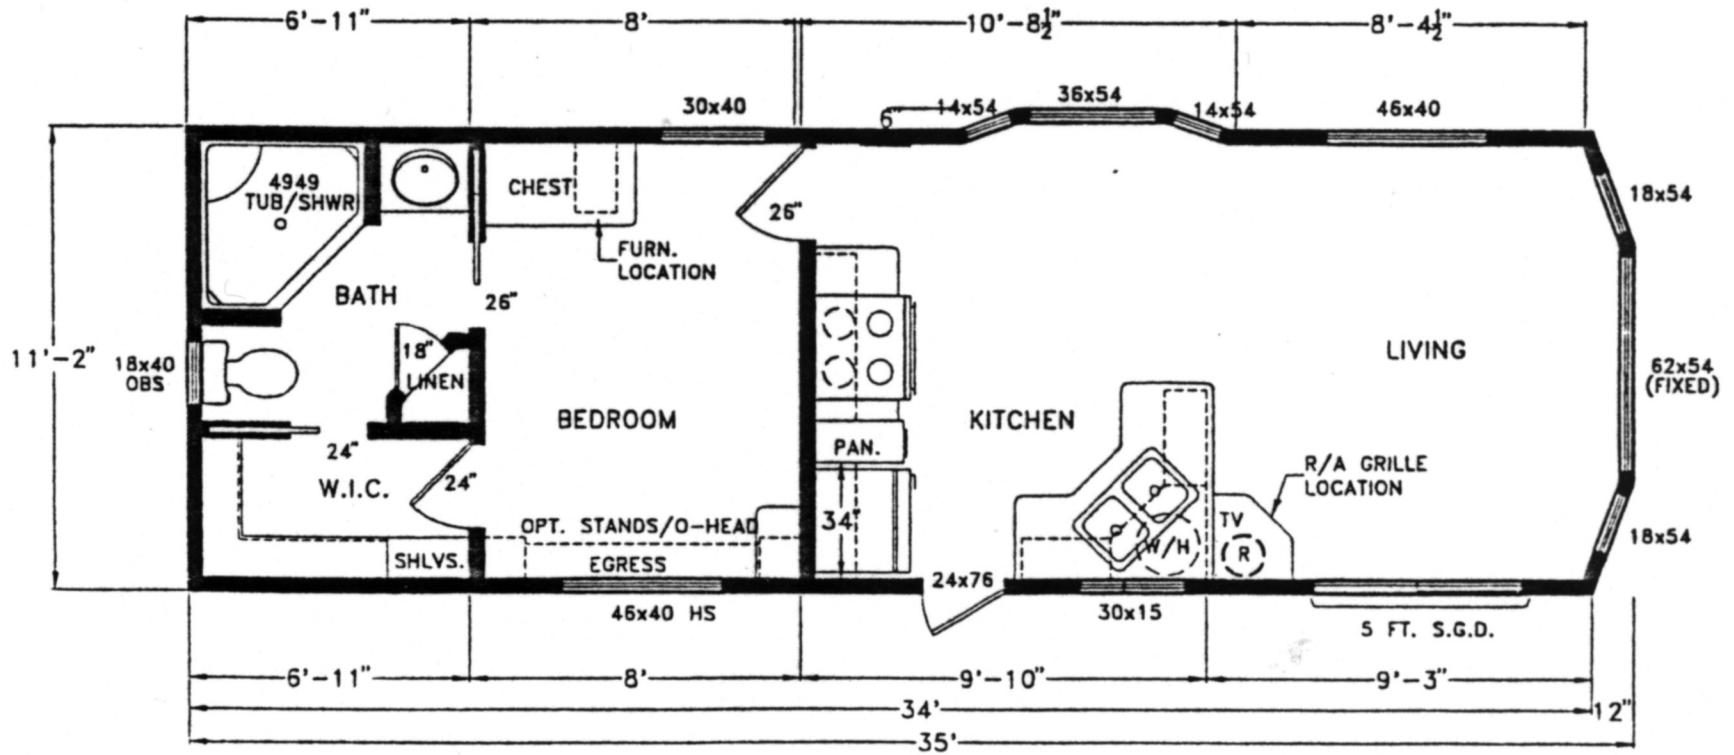 6'-11"
8'
10'-8½"
8'-4½"
30x40
6"
14x54
36x54
14x54
46x40
4949
TUB/SHWR
CHEST
26"
18x54
FURN.
LOCATION
BATH
26"
11'-2"
18x40
OBS
18"
LINEN
LIVING
62x54
(FIXED)
BEDROOM
KITCHEN
PAN.
24"
W.I.C.
24"
R/A GRILLE
LOCATION
OPT. STANDS/O-HEAD
34"
TV
W/H
R
18x54
SHLVS.
EGRESS
24x76
46x40 HS
30x15
5 FT. S.G.D.
6'-11"
8'
9'-10"
9'-3"
34'
12"
35'